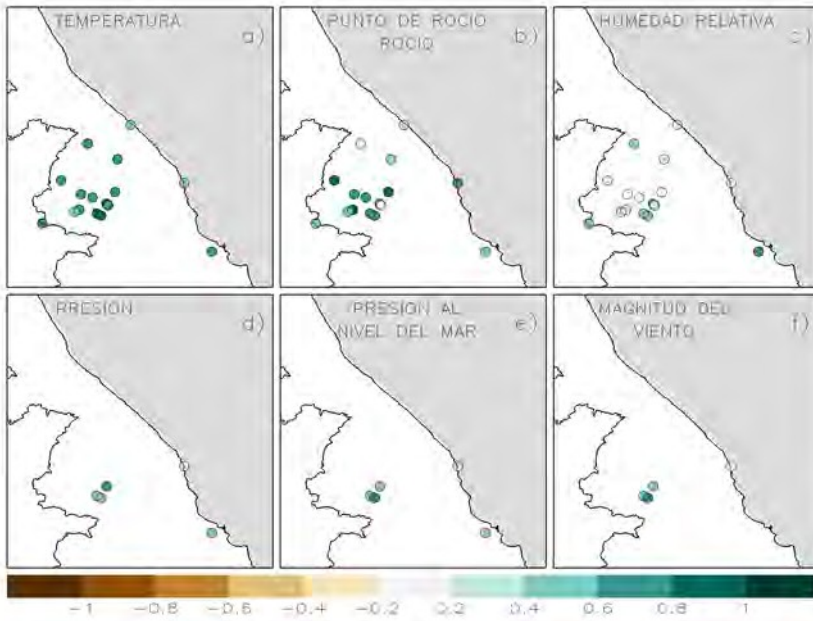 TEMPERATURA
a)
PUNTO DE ROCIO
ROCIO
b)
HUMEDAD RELATIVA
c)
PRESION
d)
PRESION AL
NIVEL DEL MAR
e)
MAGNITUD DEL
VIENTO
f)
-1 -0.8 -0.6 -0.4 -0.2 0.2 0.4 0.6 0.8 1